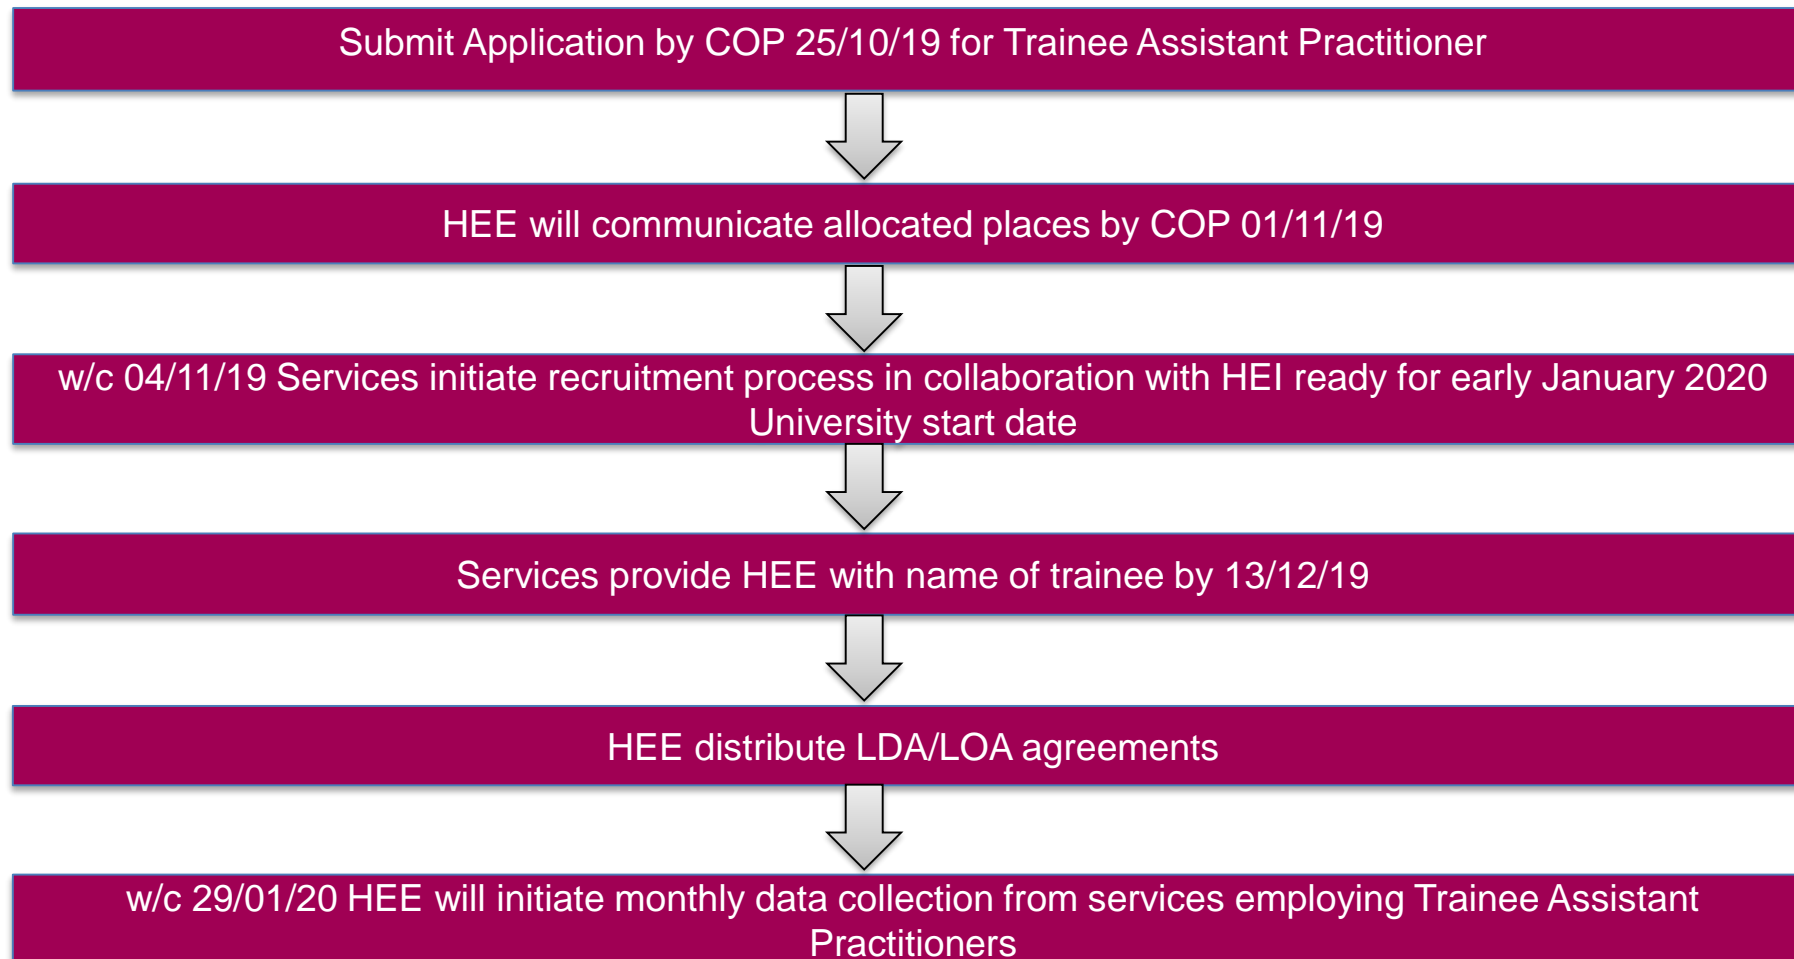 Submit Application by COP 25/10/19 for Trainee Assistant Practitioner
HEE will communicate allocated places by COP 01/11/19
w/c 04/11/19 Services initiate recruitment process in collaboration with HEI ready for early January 2020
University start date
Services provide HEE with name of trainee by 13/12/19
HEE distribute LDA/LOA agreements
w/c 29/01/20 HEE will initiate monthly data collection from services employing Trainee Assistant
Practitioners